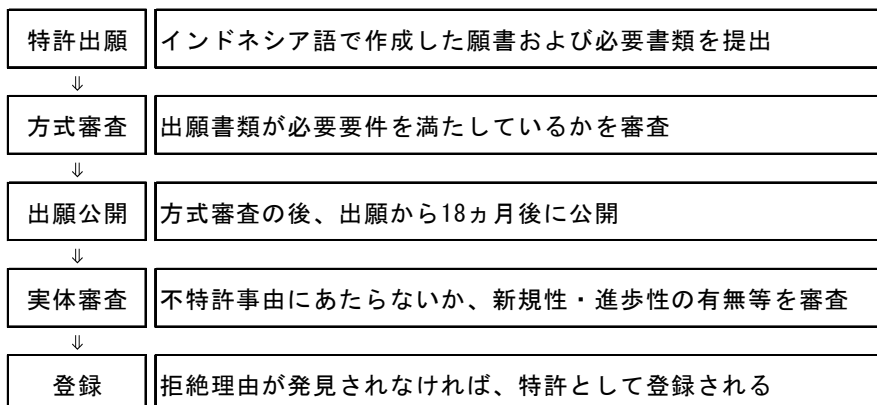 特許出願 インドネシア語で作成した願書および必要書類を提出
⇓
方式審査 出願書類が必要要件を満たしているかを審査
⇓
出願公開 方式審査の後、出願から18ヵ月後に公開
⇓
実体審査 不特許事由にあたらないか、新規性・進歩性の有無等を審査
⇓
登録 拒絶理由が発見されなければ、特許として登録される